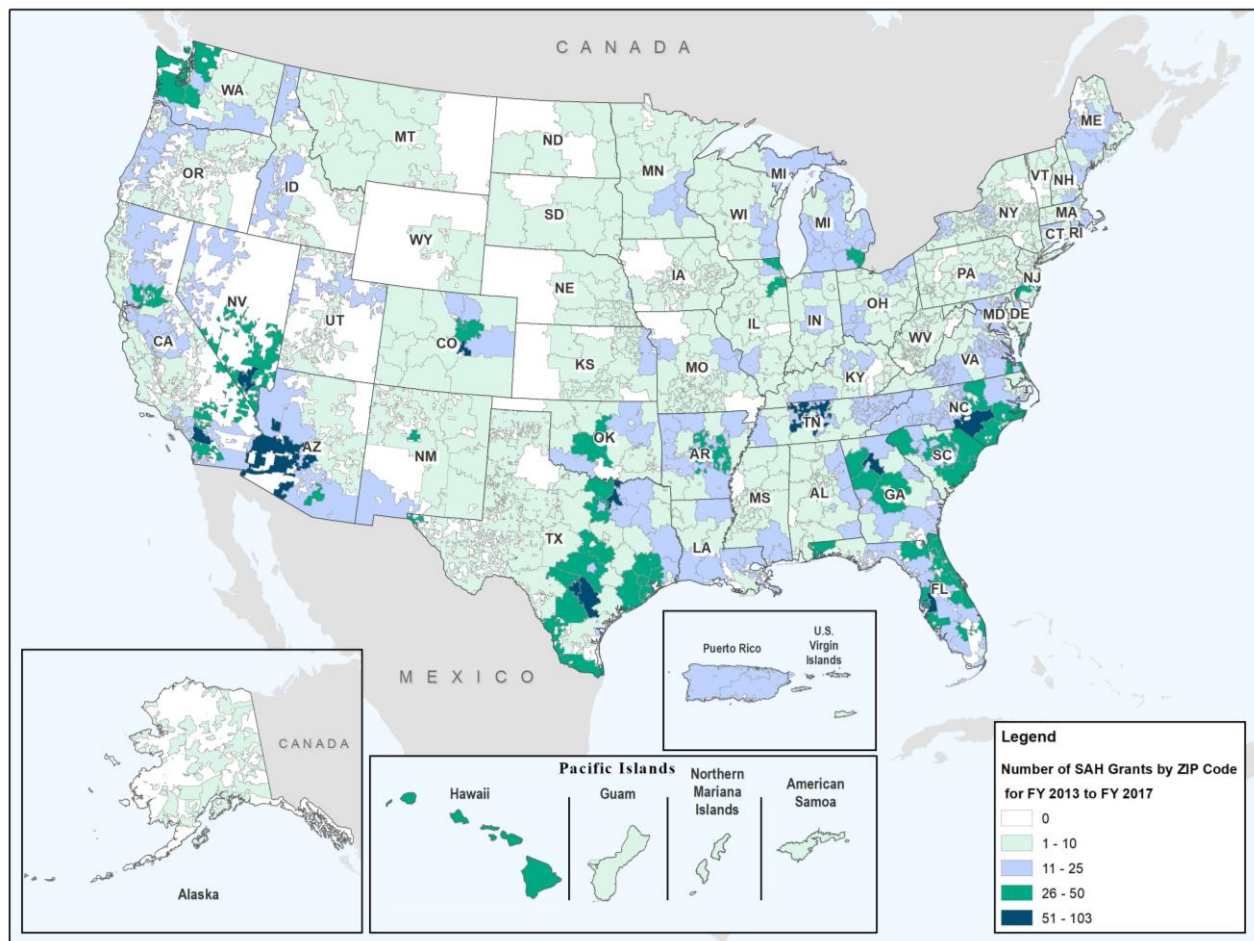 CANADA
WA
MT
ND
MN
ME
OR
ID
SD
WI
MI
MI
VT
NH
NY
MA
CT
RI
WY
IA
NE
PA
NJ
NV
UT
IL
IN
OH
MD
DE
CA
CO
KS
MO
WV
VA
KY
AZ
NM
OK
AR
TN
NC
SC
TX
LA
MS
AL
GA
FL
MEXICO
Puerto Rico
U.S.
Virgin
Islands
CANADA
Alaska
Pacific Islands
Hawaii
Guam
Northern
Mariana
Islands
American
Samoa
Legend
Number of SAH Grants by ZIP Code
for FY 2013 to FY 2017
0
1 - 10
11 - 25
26 - 50
51 - 103